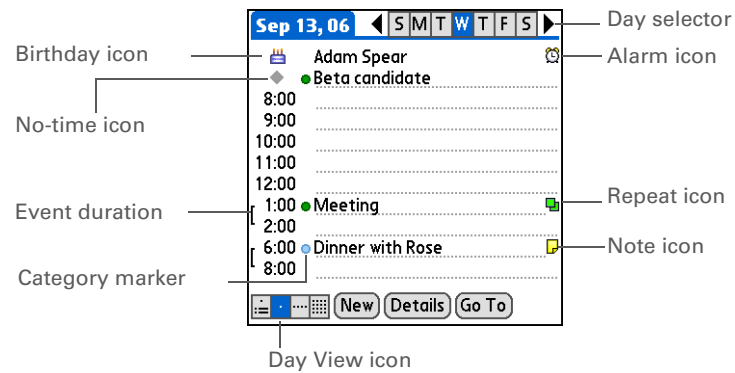 Sep 13, 06 S M T W T F S Day selector
Birthday icon Adam Spear Alarm icon
Beta candidate
No-time icon
8:00
9:00
10:00
11:00
12:00
Event duration 1:00 Meeting Repeat icon
2:00
6:00 Dinner with Rose Note icon
Category marker 8:00
New Details Go To
Day View icon